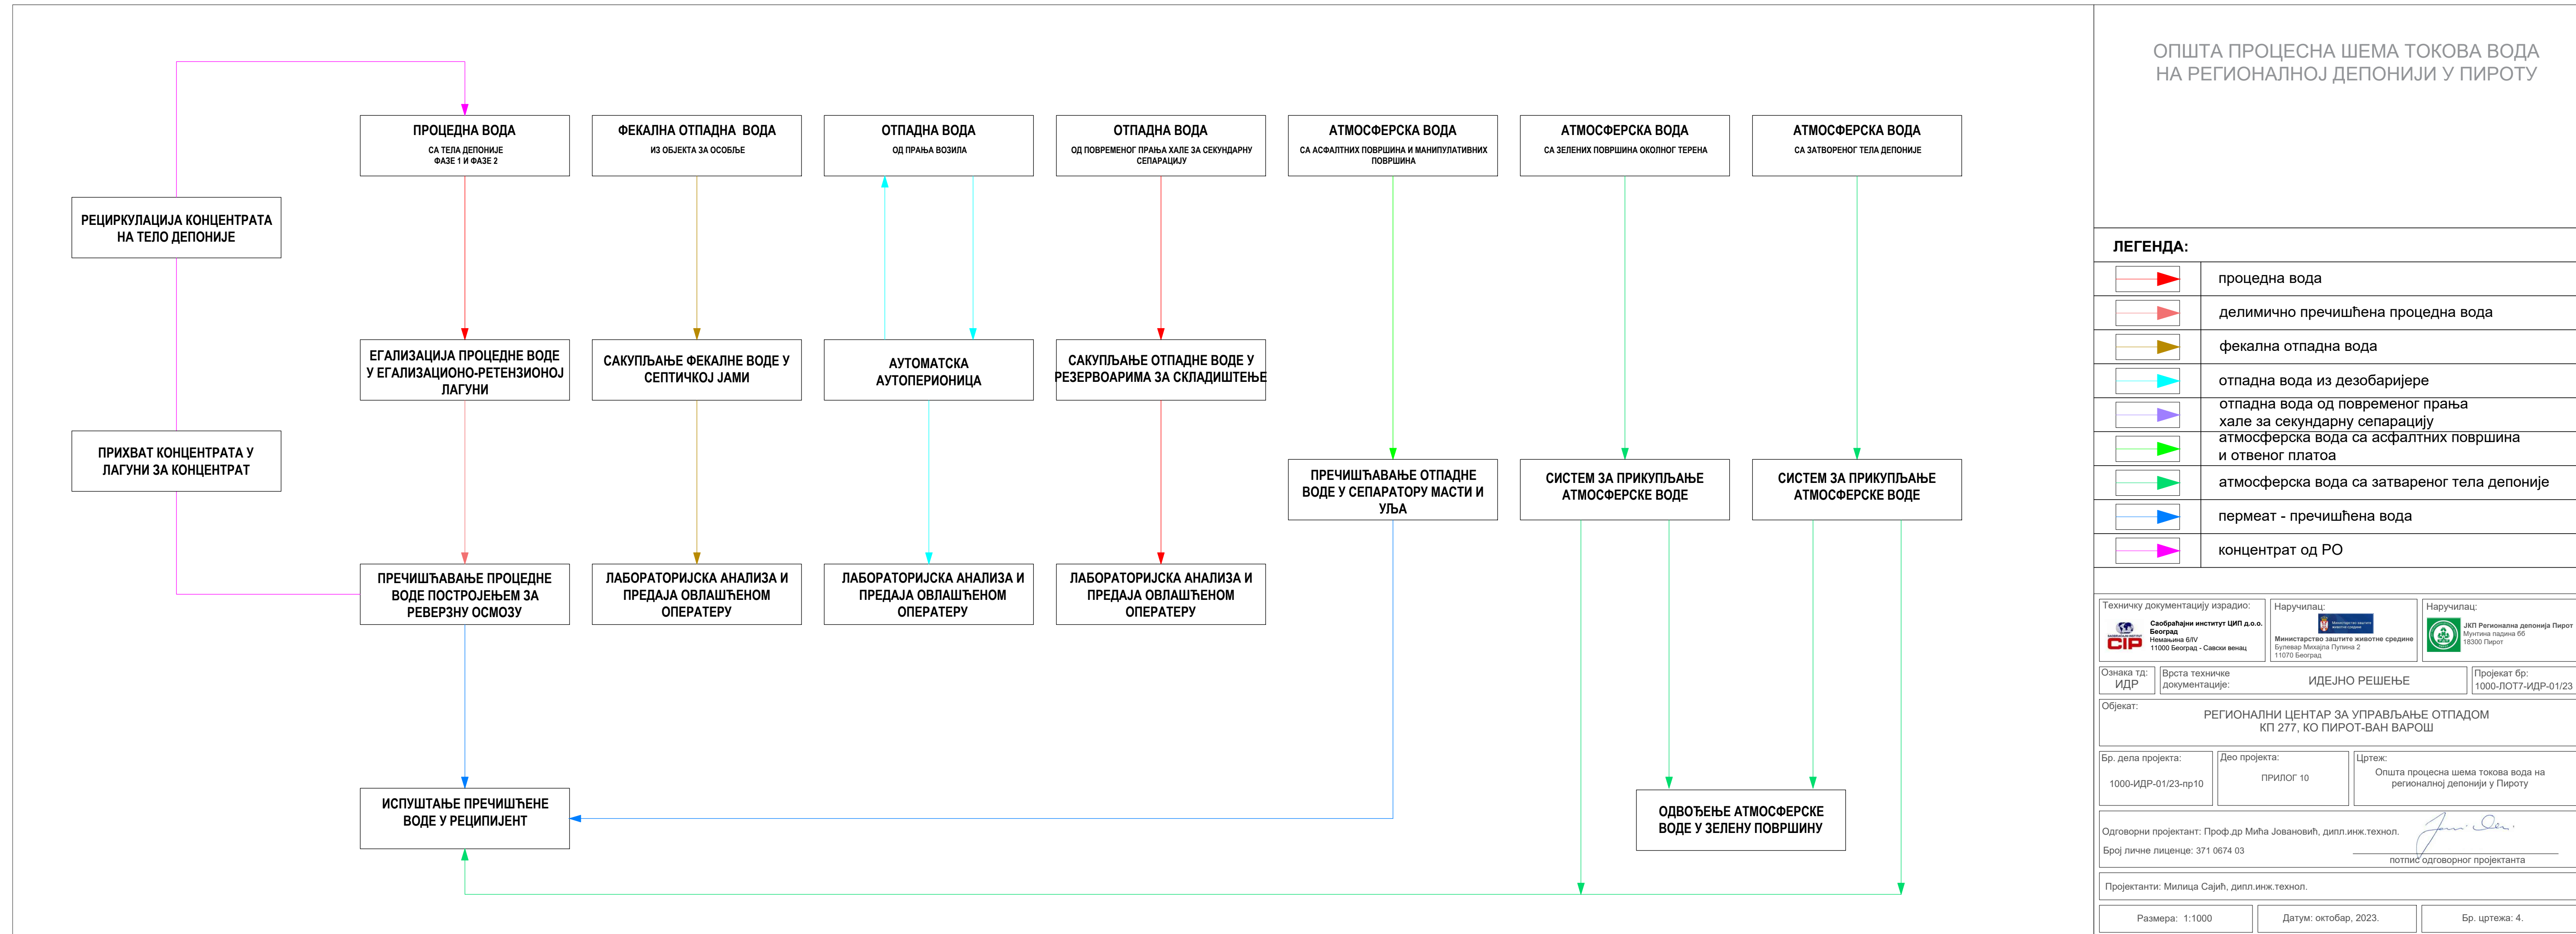 ОПШТА ПРОЦЕСНА ШЕМА ТОКОВА ВОДА
НА РЕГИОНАЛНОЈ ДЕПОНИЈИ У ПИРОТУ
ПРОЦЕДНА ВОДА
СА ТЕЛА ДЕПОНИЈЕ
ФАЗЕ 1 И ФАЗЕ 2
ФЕКАЛНА ОТПАДНА ВОДА
ИЗ ОБЈЕКТА ЗА ОСОБЉЕ
ОТПАДНА ВОДА
ОД ПРАЊА ВОЗИЛА
ОТПАДНА ВОДА
ОД ПОВРЕМЕНОГ ПРАЊА ХАЛЕ ЗА СЕКУНДАРНУ
СЕПАРАЦИЈУ
АТМОСФЕРСКА ВОДА
СА АСФАЛТНИХ ПОВРШИНА И МАНИПУЛАТИВНИХ
ПОВРШИНА
АТМОСФЕРСКА ВОДА
СА ЗЕЛЕНИХ ПОВРШИНА ОКОЛНОГ ТЕРЕНА
АТМОСФЕРСКА ВОДА
СА ЗАТВОРЕНОГ ТЕЛА ДЕПОНИЈЕ
РЕЦИРКУЛАЦИЈА КОНЦЕНТРАТА
НА ТЕЛО ДЕПОНИЈЕ
ЕГАЛИЗАЦИЈА ПРОЦЕДНЕ ВОДЕ
У ЕГАЛИЗАЦИОНО-РЕТЕНЗИОНОЈ
ЛАГУНИ
САКУПЉАЊЕ ФЕКАЛНЕ ВОДЕ У
СЕПТИЧКОЈ ЈАМИ
АУТОМАТСКА
АУТОПЕРИОНИЦА
САКУПЉАЊЕ ОТПАДНЕ ВОДЕ У
РЕЗЕРВОАРИМА ЗА СКЛАДИШТЕЊЕ
ПРИХВАТ КОНЦЕНТРАТА У
ЛАГУНИ ЗА КОНЦЕНТРАТ
ПРЕЧИШЋАВАЊЕ ОТПАДНЕ
ВОДЕ У СЕПАРАТОРУ МАСТИ И
УЉА
СИСТЕМ ЗА ПРИКУПЉАЊЕ
АТМОСФЕРСКЕ ВОДЕ
СИСТЕМ ЗА ПРИКУПЉАЊЕ
АТМОСФЕРСКЕ ВОДЕ
ПРЕЧИШЋАВАЊЕ ПРОЦЕДНЕ
ВОДЕ ПОСТРОЈЕЊЕМ ЗА
РЕВЕРЗНУ ОСМОЗУ
ЛАБОРАТОРИЈСКА АНАЛИЗА И
ПРЕДАЈА ОВЛАШЋЕНОМ
ОПЕРАТЕРУ
ЛАБОРАТОРИЈСКА АНАЛИЗА И
ПРЕДАЈА ОВЛАШЋЕНОМ
ОПЕРАТЕРУ
ЛАБОРАТОРИЈСКА АНАЛИЗА И
ПРЕДАЈА ОВЛАШЋЕНОМ
ОПЕРАТЕРУ
ИСПУШТАЊЕ ПРЕЧИШЋЕНЕ
ВОДЕ У РЕЦИПИЈЕНТ
ОДВОЂЕЊЕ АТМОСФЕРСКЕ
ВОДЕ У ЗЕЛЕНУ ПОВРШИНУ
ЛЕГЕНДА:
процедна вода
делимично пречишћена процедна вода
фекална отпадна вода
отпадна вода из дезобаријере
отпадна вода од повременог прања
хале за секундарну сепарацију
атмосферска вода са асфалтних површина
и отвеног платоа
атмосферска вода са затвареног тела депоније
пермеат - пречишћена вода
концентрат од РО
Техничку документацију израдио:
CIP
Саобраћајни институт ЦИП д.о.о.
Београд
Немањина 6/IV
11000 Београд - Савски венац
Наручилац:
Министарство заштите животне средине
Булевар Михајла Пупина 2
11070 Београд
Наручилац:
ЈКП Регионална депонија Пирот
Мунтина падина бб
18300 Пирот
Ознака тд:
ИДР
Врста техничке
документације:
ИДЕЈНО РЕШЕЊЕ
Пројекат бр:
1000-ЛОТ7-ИДР-01/23
Објекат:
РЕГИОНАЛНИ ЦЕНТАР ЗА УПРАВЉАЊЕ ОТПАДОМ
КП 277, КО ПИРОТ-ВАН ВАРОШ
Бр. дела пројекта:
1000-ИДР-01/23-пр10
Део пројекта:
ПРИЛОГ 10
Цртеж:
Општа процесна шема токова вода на
регионалној депонији у Пироту
Одговорни пројектант: Проф.др Мића Јовановић, дипл.инж.технол.
Број личне лиценце: 371 0674 03
потпис одговорног пројектанта
Пројектанти: Милица Сајић, дипл.инж.технол.
Размера: 1:1000
Датум: октобар, 2023.
Бр. цртежа: 4.